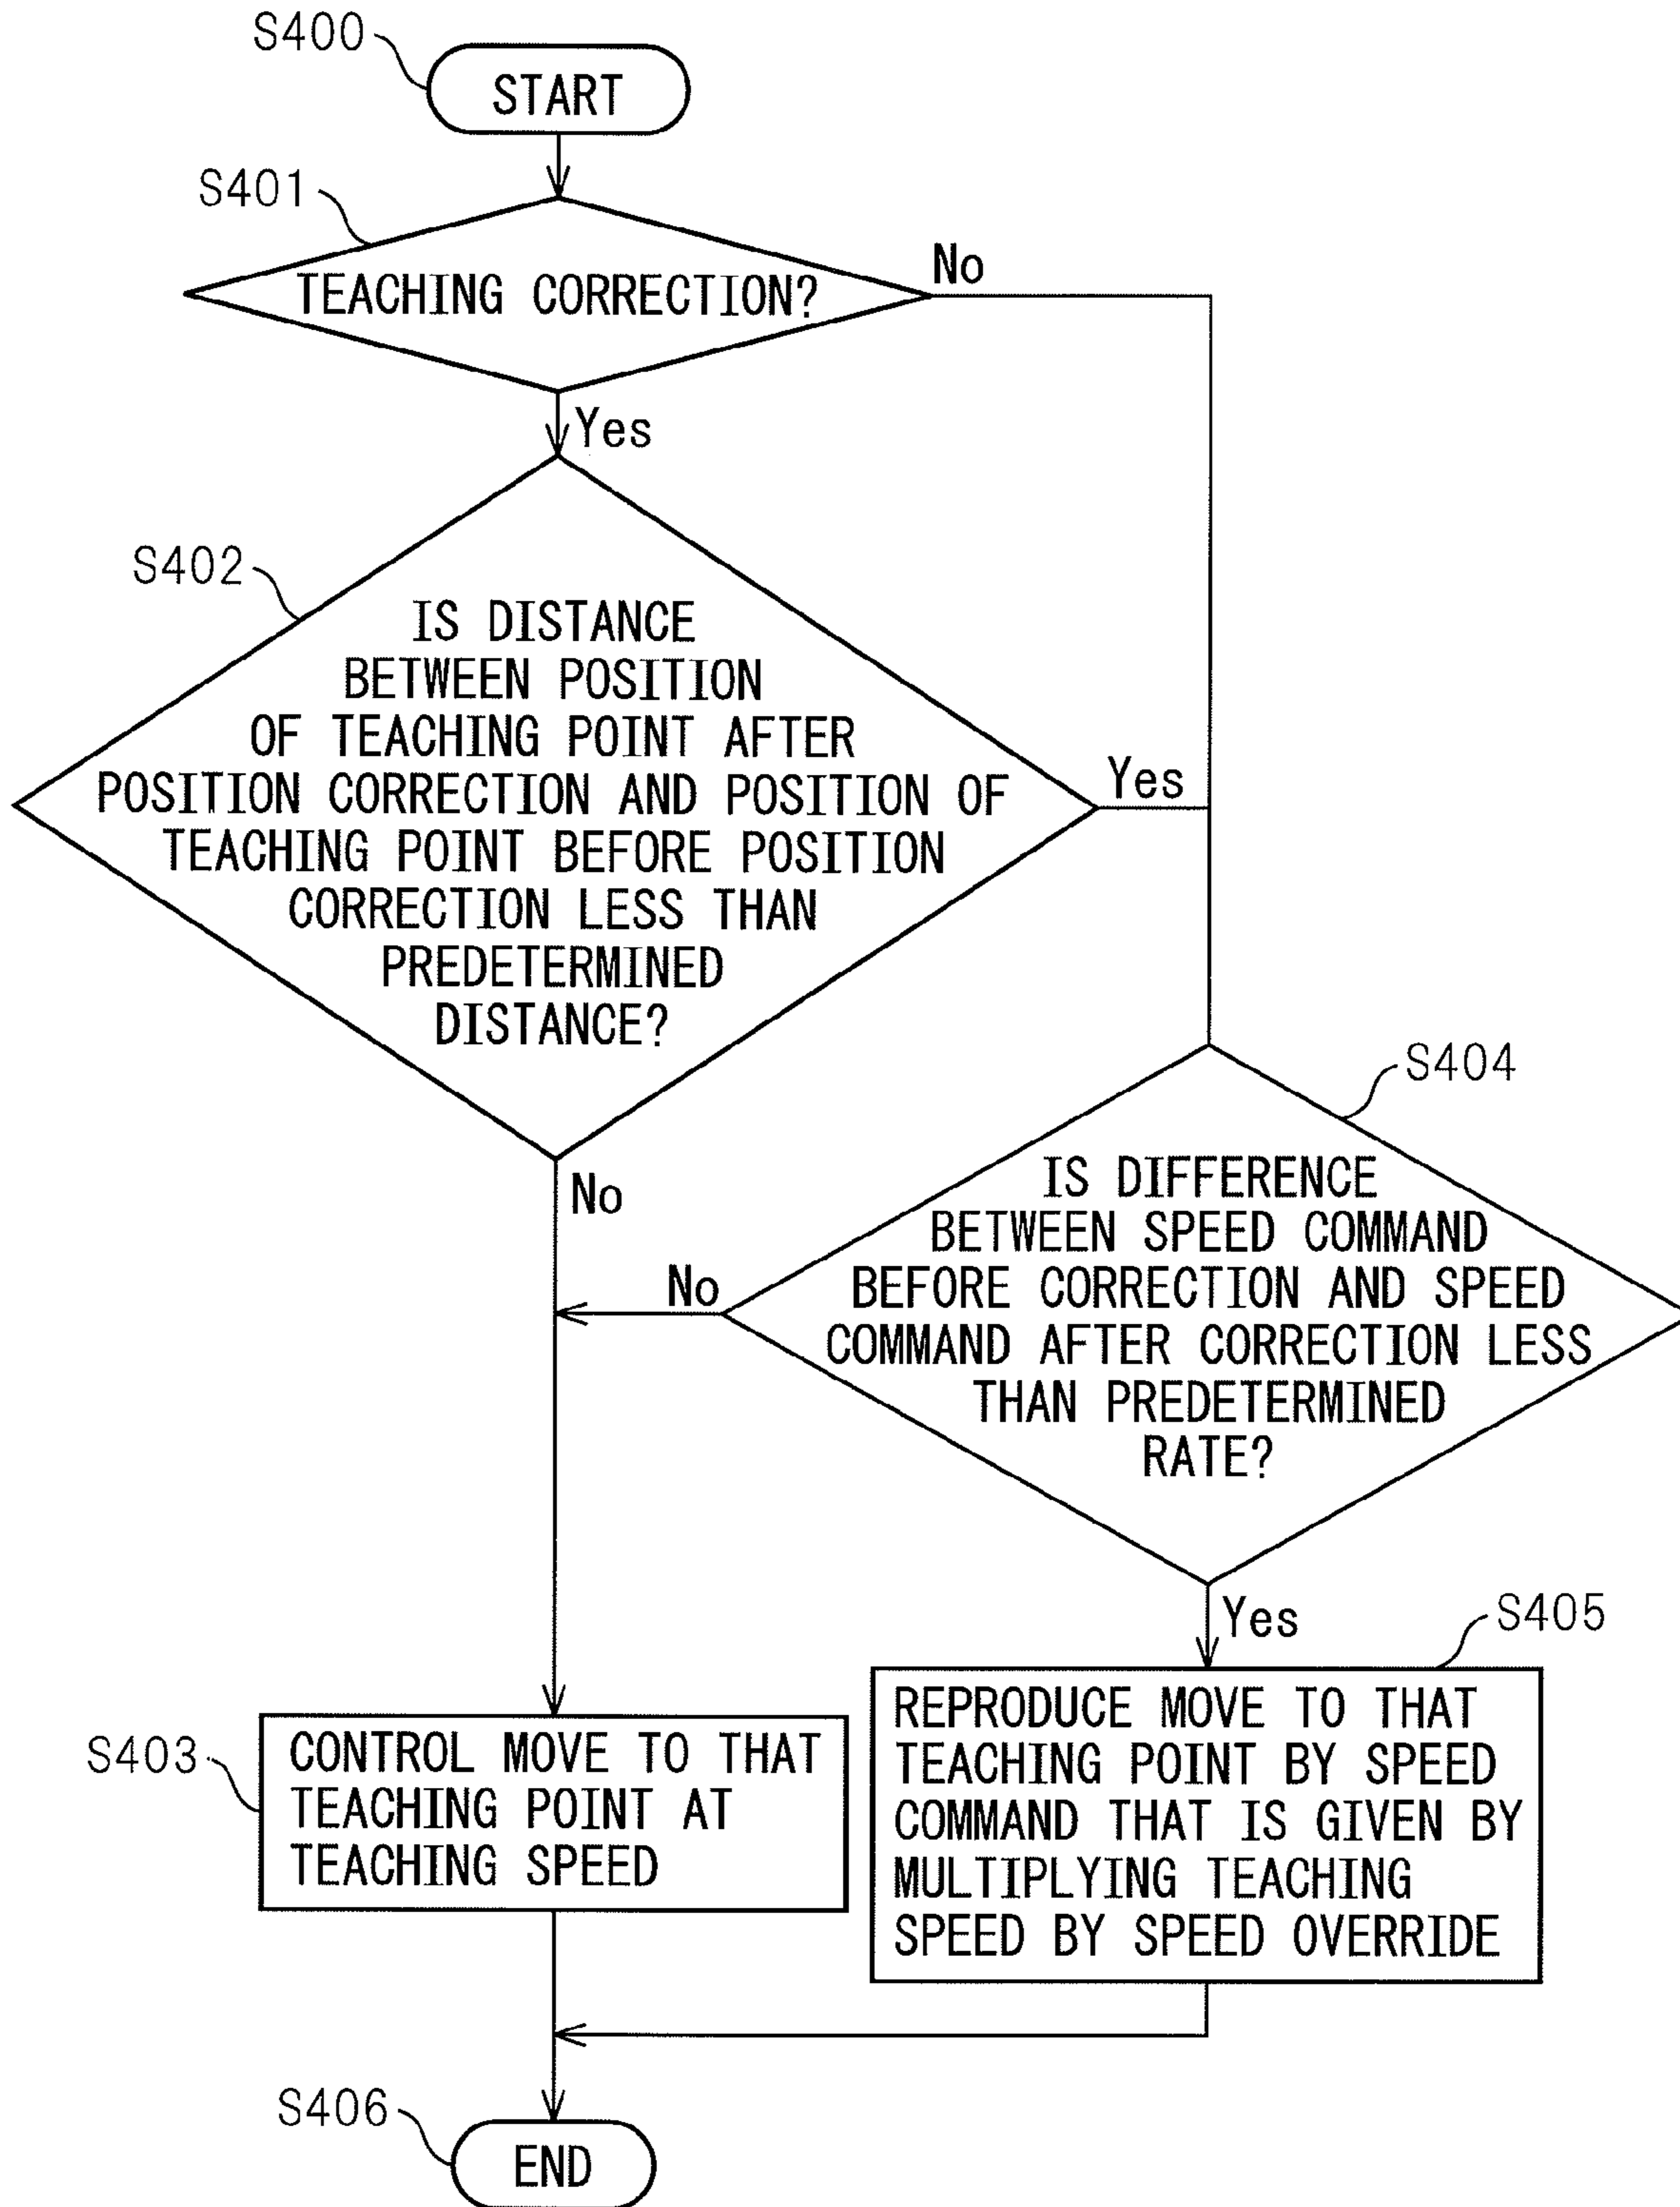 S400
START
S401
TEACHING CORRECTION?
No
Yes
S402
IS DISTANCE
BETWEEN POSITION
OF TEACHING POINT AFTER
POSITION CORRECTION AND POSITION OF
TEACHING POINT BEFORE POSITION
CORRECTION LESS THAN
PREDETERMINED
DISTANCE?
Yes
No
S404
IS DIFFERENCE
BETWEEN SPEED COMMAND
BEFORE CORRECTION AND SPEED
COMMAND AFTER CORRECTION LESS
THAN PREDETERMINED
RATE?
No
Yes
S403
CONTROL MOVE TO THAT
TEACHING POINT AT
TEACHING SPEED
S405
REPRODUCE MOVE TO THAT
TEACHING POINT BY SPEED
COMMAND THAT IS GIVEN BY
MULTIPLYING TEACHING
SPEED BY SPEED OVERRIDE
S406
END